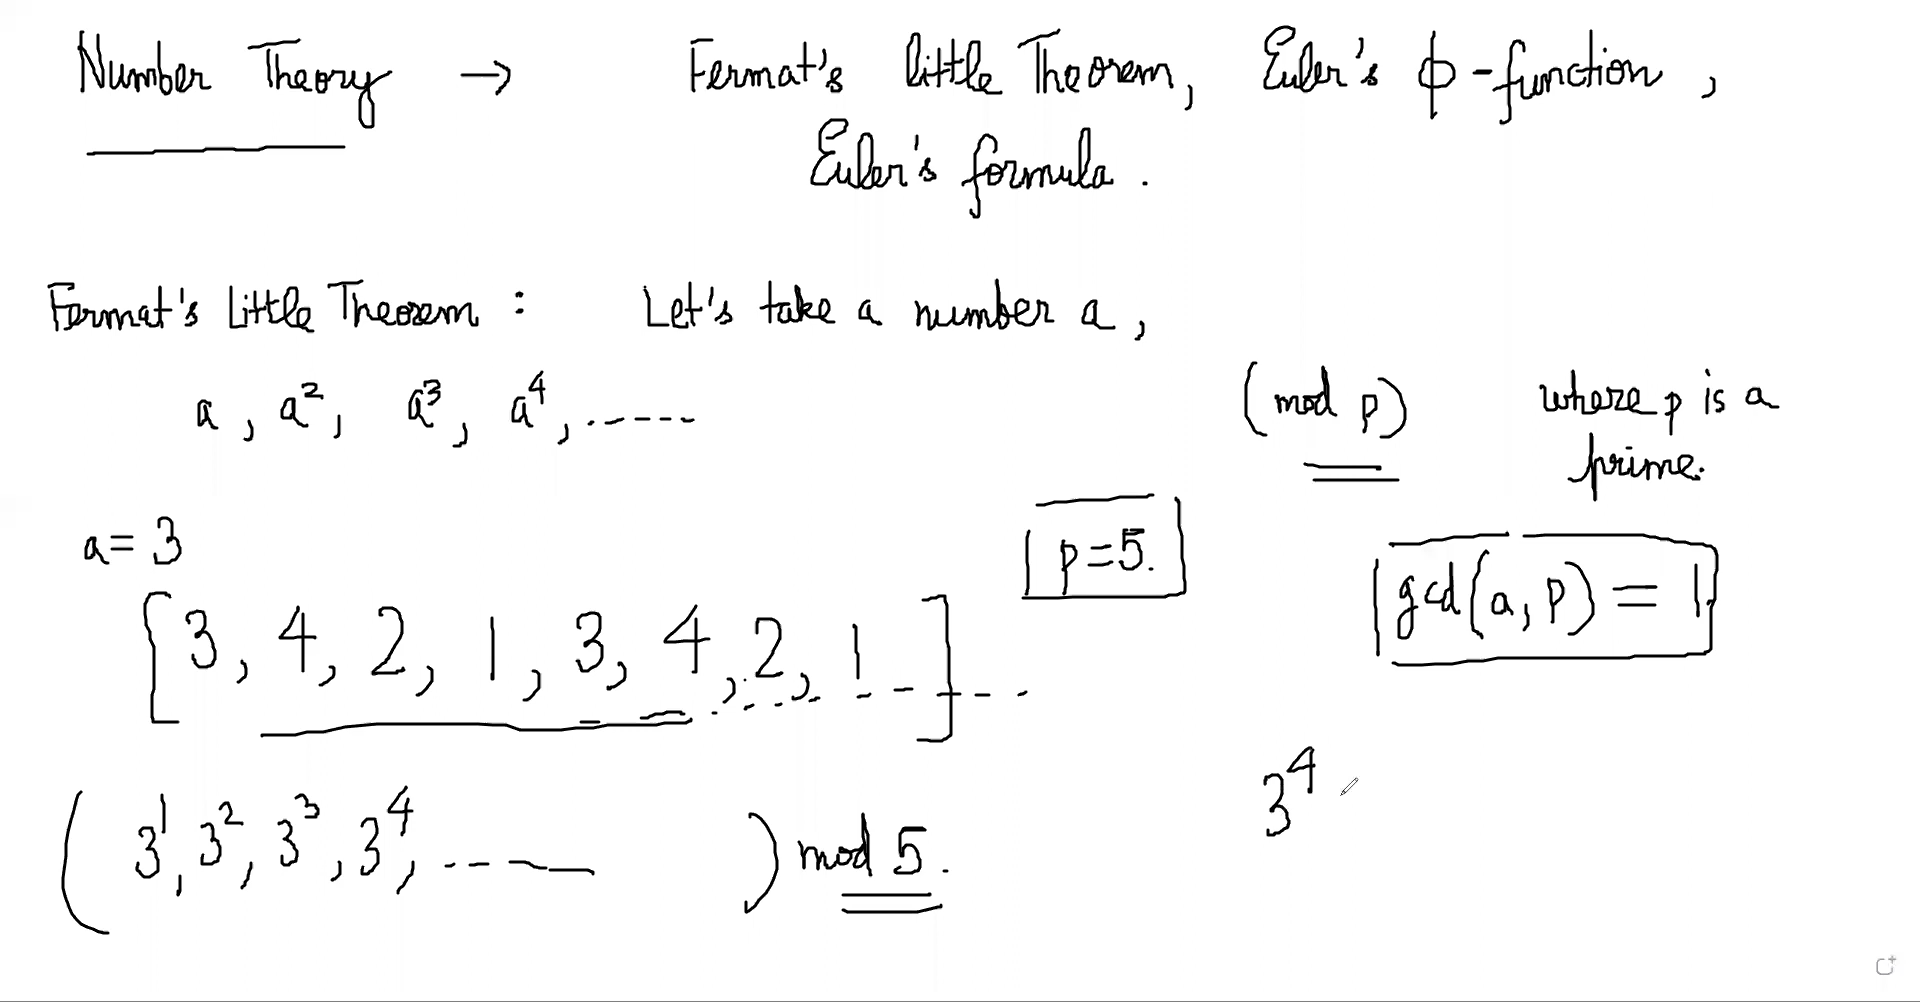 Number Theory → Fermat's little Theorem, Euler's ϕ-function,
Euler's formula.
Fermat's Little Theorem : Let's take a number a,
a, a², a³, a⁴, ------
(mod p) where p is a
prime.
a = 3
p = 5.
gcd(a, p) = 1.
[3, 4, 2, 1, 3, 4, 2, 1 ] - - -
3⁴
( 3¹, 3², 3³, 3⁴, ------ ) mod 5.